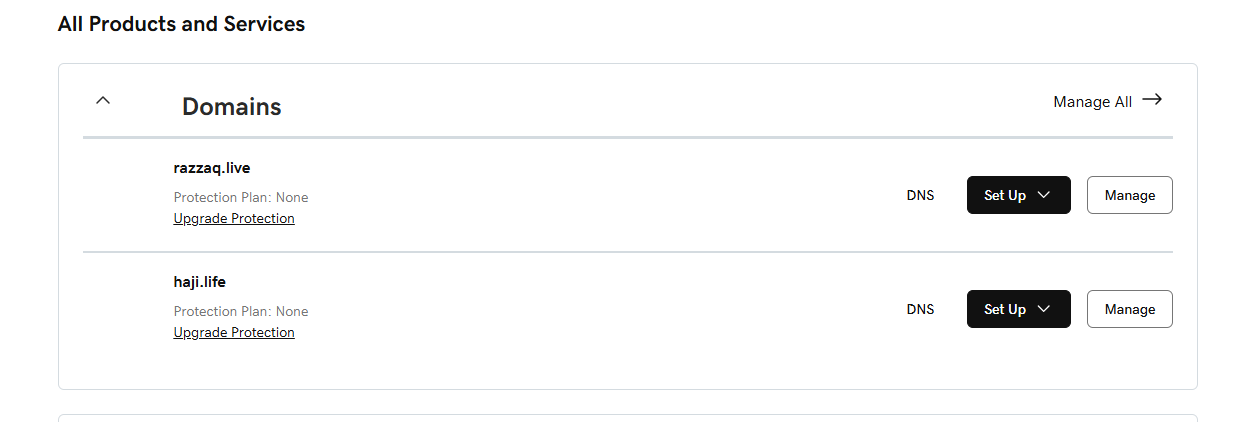 All Products and Services
Domains
Manage All
razzaq.live
Protection Plan: None
Upgrade Protection
DNS
Set Up
Manage
haji.life
Protection Plan: None
Upgrade Protection
DNS
Set Up
Manage